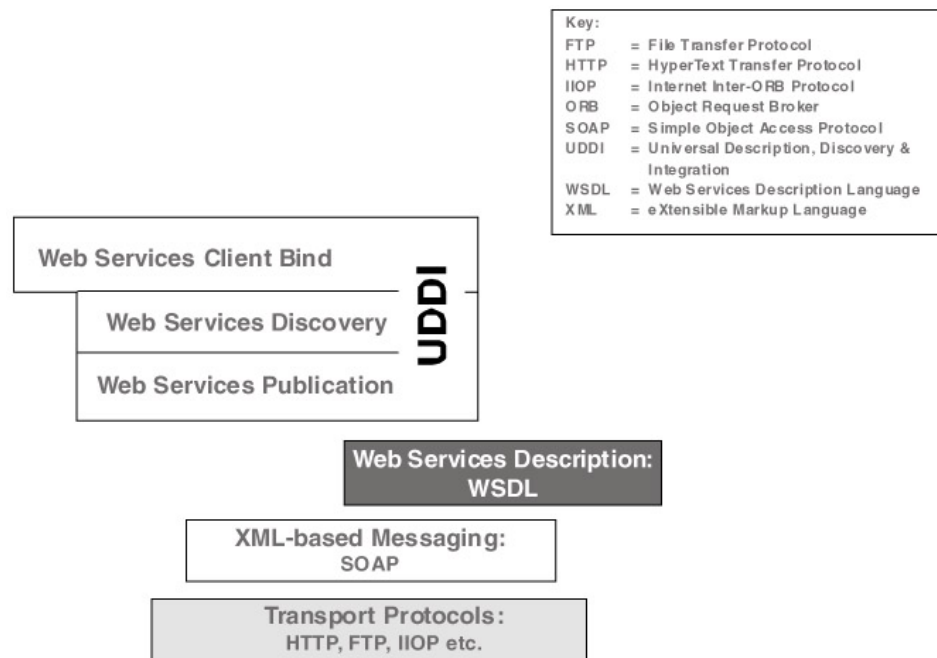 Key:
FTP = File Transfer Protocol
HTTP = HyperText Transfer Protocol
IIOP = Internet Inter-ORB Protocol
ORB = Object Request Broker
SOAP = Simple Object Access Protocol
UDDI = Universal Description, Discovery &
Integration
WSDL = Web Services Description Language
XML = eXtensible Markup Language
Web Services Client Bind
UDDI
Web Services Discovery
Web Services Publication
Web Services Description:
WSDL
XML-based Messaging:
SOAP
Transport Protocols:
HTTP, FTP, IIOP etc.